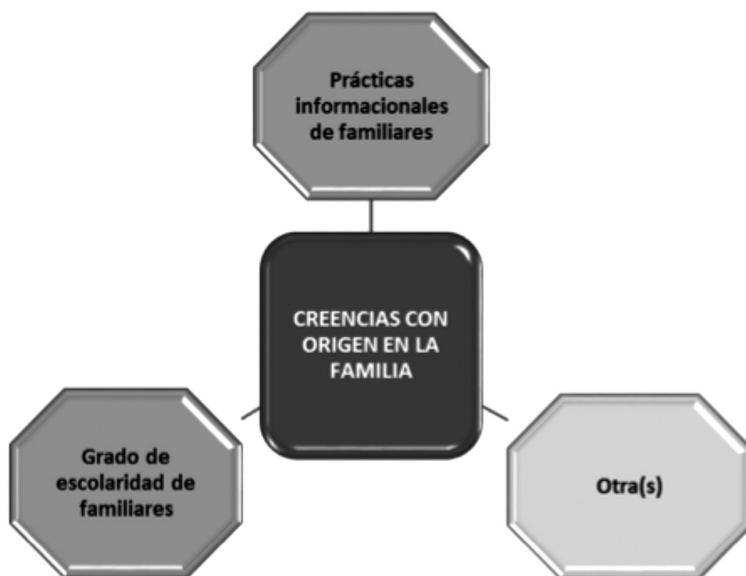 Prácticas
informacionales
de familiares
CREENCIAS CON
ORIGEN EN LA
FAMILIA
Grado de
escolaridad de
familiares
Otra(s)